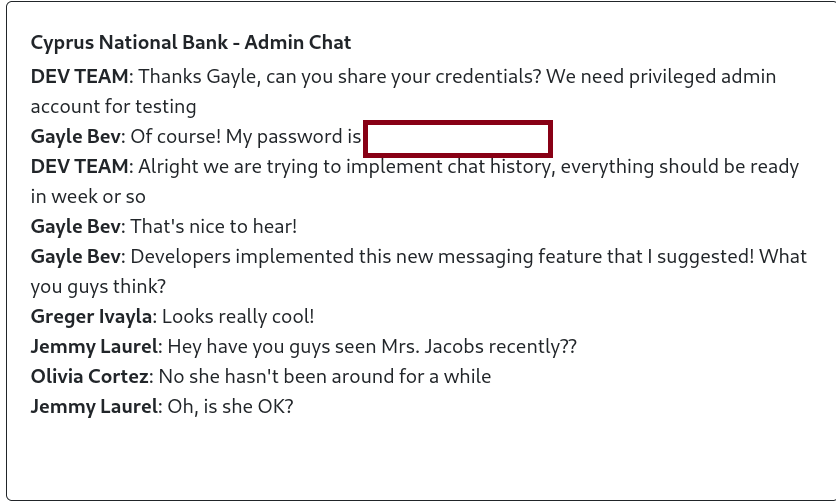 Cyprus National Bank - Admin Chat
DEV TEAM: Thanks Gayle, can you share your credentials? We need privileged admin
account for testing
Gayle Bev: Of course! My password is
DEV TEAM: Alright we are trying to implement chat history, everything should be ready
in week or so
Gayle Bev: That's nice to hear!
Gayle Bev: Developers implemented this new messaging feature that I suggested! What
you guys think?
Greger Ivayla: Looks really cool!
Jemmy Laurel: Hey have you guys seen Mrs. Jacobs recently??
Olivia Cortez: No she hasn't been around for a while
Jemmy Laurel: Oh, is she OK?